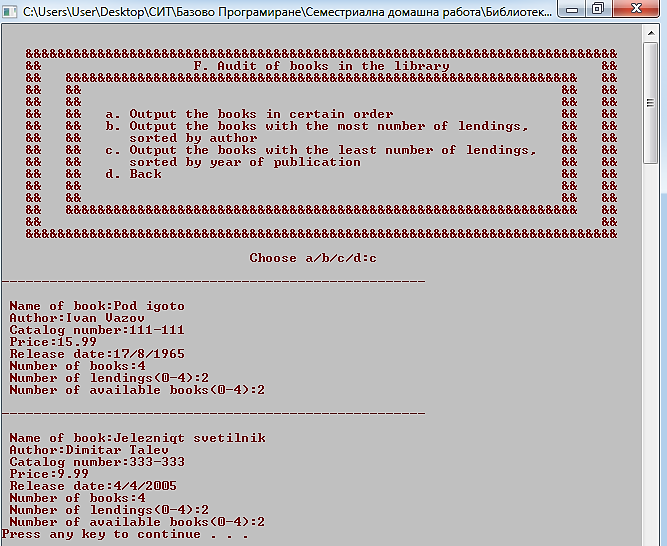 C:\Users\User\Desktop\СИТ\Базово Програмиране\Семестриална домашна работа\Библиотек...
&&&&&&&&&&&&&&&&&&&&&&&&&&&&&&&&&&&&&&&&&&&&&&&&&&&&&&&&&&&&&&&&&&&&&&&&&&
&& F. Audit of books in the library &&
&& &&&&&&&&&&&&&&&&&&&&&&&&&&&&&&&&&&&&&&&&&&&&&&&&&&&&&&&&&&&&&&&& &&
&& && && &&
&& && && &&
&& && a. Output the books in certain order && &&
&& && b. Output the books with the most number of lendings, && &&
&& && sorted by author && &&
&& && c. Output the books with the least number of lendings, && &&
&& && sorted by year of publication && &&
&& && d. Back && &&
&& && && &&
&& && && &&
&& &&&&&&&&&&&&&&&&&&&&&&&&&&&&&&&&&&&&&&&&&&&&&&&&&&&&&&&&&&&&&&&& &&
&& &&
&&&&&&&&&&&&&&&&&&&&&&&&&&&&&&&&&&&&&&&&&&&&&&&&&&&&&&&&&&&&&&&&&&&&&&&&&&
Choose a/b/c/d:c
-----------------------------------------------------
Name of book:Pod igoto
Author:Ivan Vazov
Catalog number:111-111
Price:15.99
Release date:17/8/1965
Number of books:4
Number of lendings(0-4):2
Number of available books(0-4):2
-----------------------------------------------------
Name of book:Jelezniqt svetilnik
Author:Dimitar Talev
Catalog number:333-333
Price:9.99
Release date:4/4/2005
Number of books:4
Number of lendings(0-4):2
Number of available books(0-4):2
Press any key to continue . . .